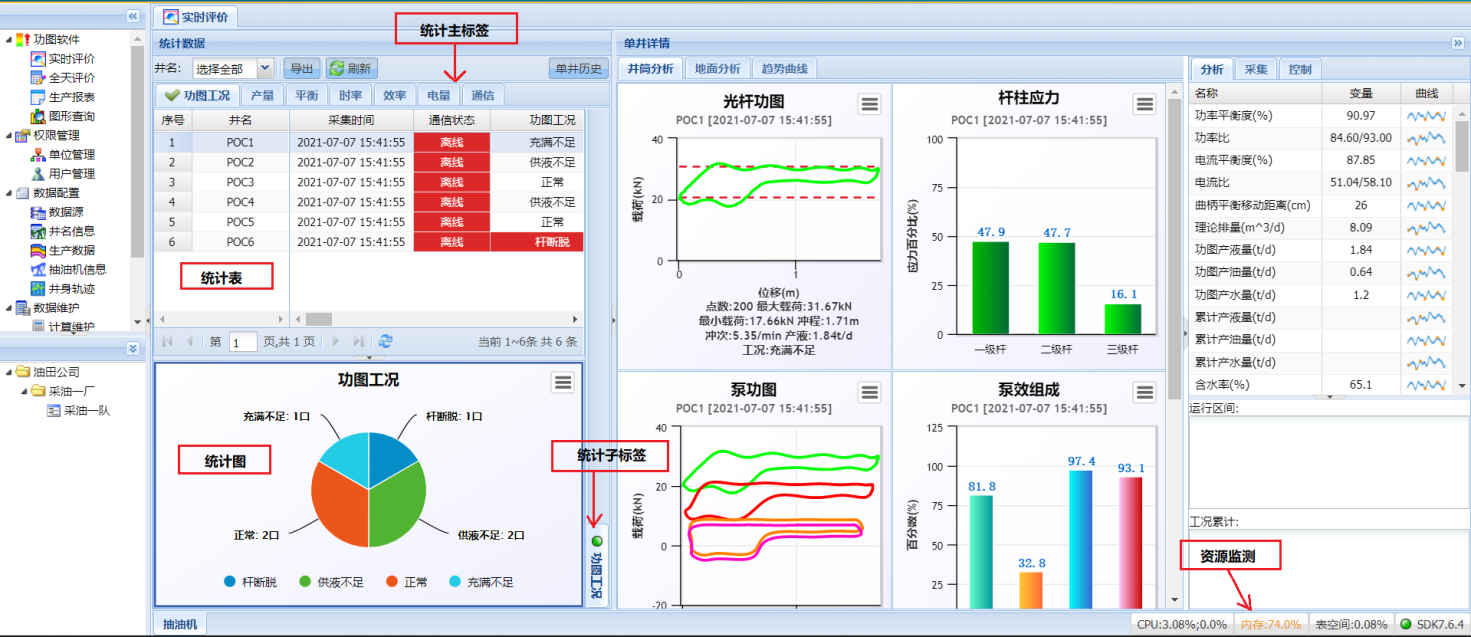 实时评价
统计主标签
功图软件
实时评价
全天评价
生产报表
图形查询
权限管理
单位管理
用户管理
数据配置
数据源
井名信息
生产数据
抽油机信息
井身轨迹
数据维护
计算维护
油田公司
采油一厂
采油一队
统计数据
井名: 选择全部 导出 刷新 单井历史
功图工况 产量 平衡 时率 效率 电量 通信
序号 井名 采集时间 通信状态 功图工况
1 POC1 2021-07-07 15:41:55 离线 充满不足
2 POC2 2021-07-07 15:41:55 离线 供液不足
3 POC3 2021-07-07 15:41:55 离线 正常
4 POC4 2021-07-07 15:41:55 离线 供液不足
5 POC5 2021-07-07 15:41:55 离线 正常
6 POC6 2021-07-07 15:41:55 离线 杆断脱
统计表
第 1 页,共 1 页 当前 1~6条 共 6 条
功图工况
充满不足: 1口 杆断脱: 1口
统计图
正常: 2口 供液不足: 2口
杆断脱 供液不足 正常 充满不足
统计子标签
功图工况
抽油机
单井详情
井筒分析 地面分析 趋势曲线
光杆功图
POC1 [2021-07-07 15:41:55]
载荷(kN)
40
20
0
0 1
位移(m)
点数:200 最大载荷:31.67kN
最小载荷:17.66kN 冲程:1.71m
冲次:5.35/min 产液:1.84t/d
工况:充满不足
杆柱应力
POC1 [2021-07-07 15:41:55]
应力百分比(%)
100
75
50
25
0
47.9 47.7 16.1
一级杆 二级杆 三级杆
泵功图
POC1 [2021-07-07 15:41:55]
载荷(kN)
40
20
0
-20
泵效组成
POC1 [2021-07-07 15:41:55]
百分数(%)
125
100
75
50
25
81.8 32.8 97.4 93.1
分析 采集 控制
名称 变量 曲线
功率平衡度(%) 90.97
功率比 84.60/93.00
电流平衡度(%) 87.85
电流比 51.04/58.10
曲柄平衡移动距离(cm) 26
理论排量(m^3/d) 8.09
功图产液量(t/d) 1.84
功图产油量(t/d) 0.64
功图产水量(t/d) 1.2
累计产液量(t/d)
累计产油量(t/d)
累计产水量(t/d)
含水率(%) 65.1
运行区间:
工况累计:
资源监测
CPU:3.08%;0.0% 内存:74.0% 表空间:0.08% SDK7.6.4